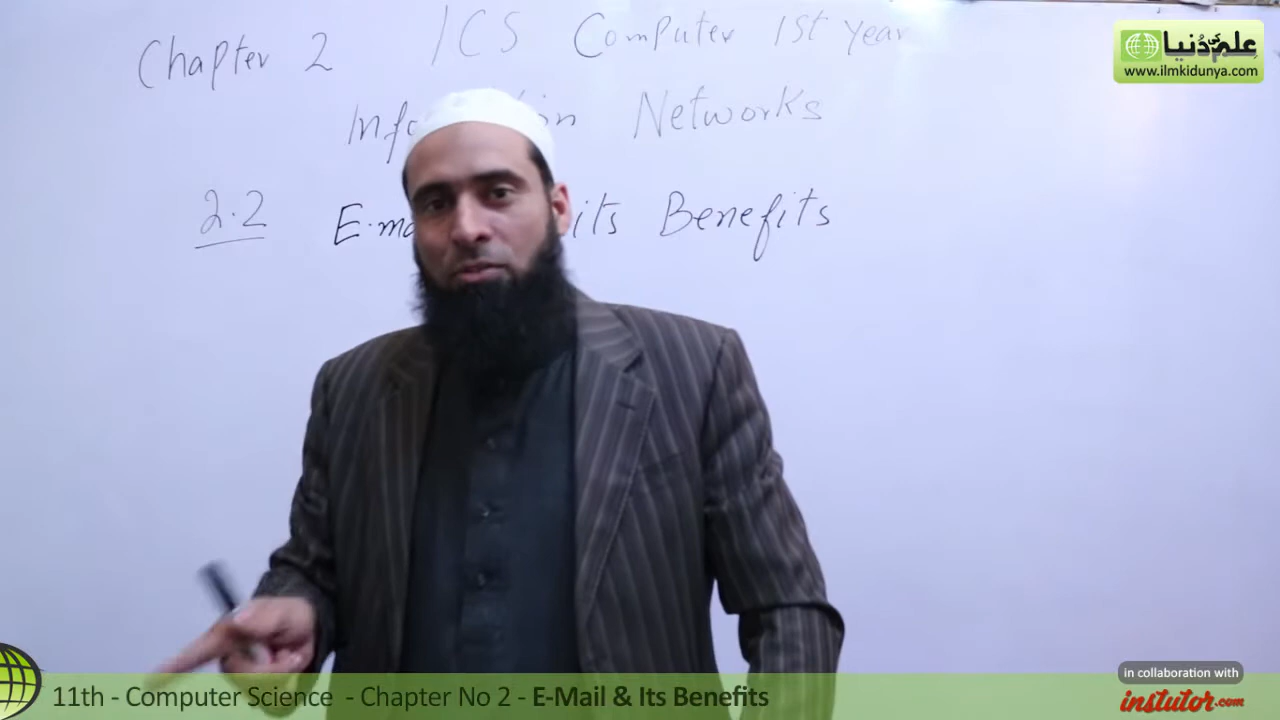 Chapter 2 ICS Computer 1st year
Networks
2.2 its Benefits
علم کی دنیا
www.ilmkidunya.com
in collaboration with
instutor.com
11th - Computer Science - Chapter No 2 - E-Mail & Its Benefits